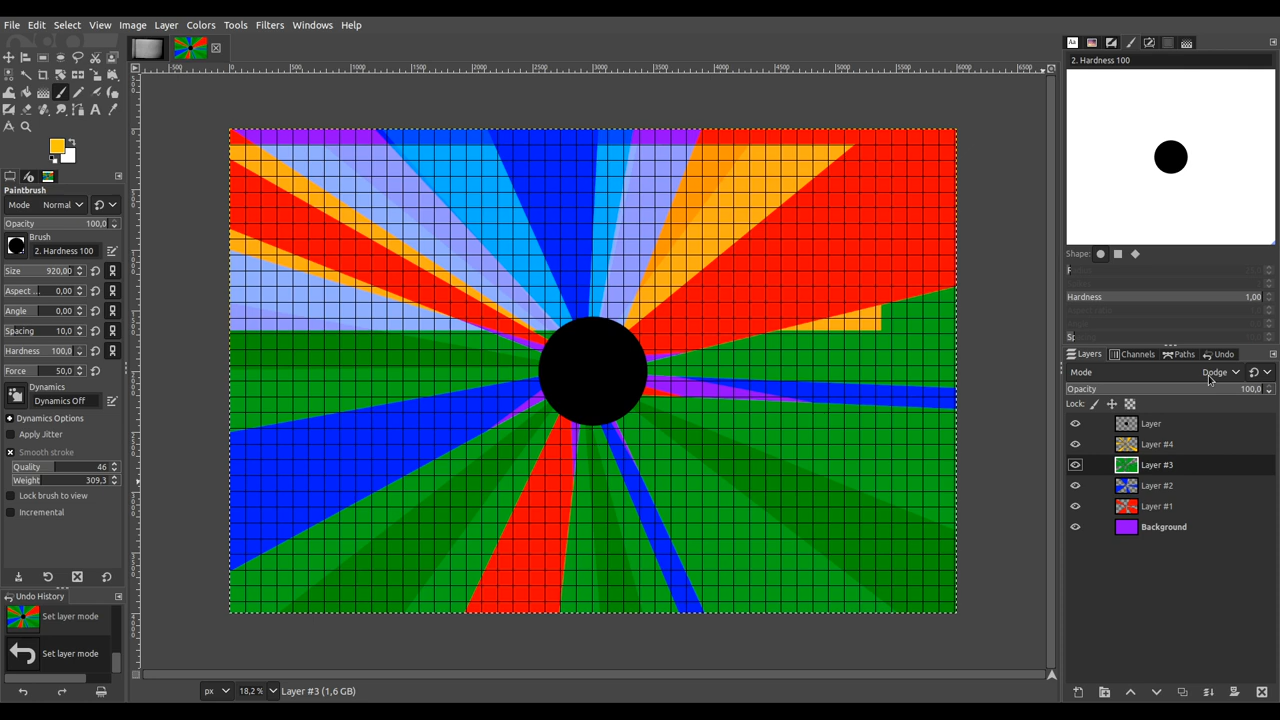 File Edit Select View Image Layer Colors Tools Filters Windows Help
2. Hardness 100
Paintbrush
Mode Normal
Opacity 100,0
Brush
2. Hardness 100
Size 920,00
Aspect ... 0,00
Angle 0,00
Spacing 10,0
Hardness 100,0
Force 50,0
Dynamics
Dynamics Off
Dynamics Options
Apply Jitter
Smooth stroke
Quality 46
Weight 309,3
Lock brush to view
Incremental
Undo History
Set layer mode
Set layer mode
px 18,2 % Layer #3 (1,6 GB)
Shape:
Hardness 1,00
Sp
Layers Channels Paths Undo
Mode Dodge
Opacity 100,0
Lock:
Layer
Layer #4
Layer #3
Layer #2
Layer #1
Background